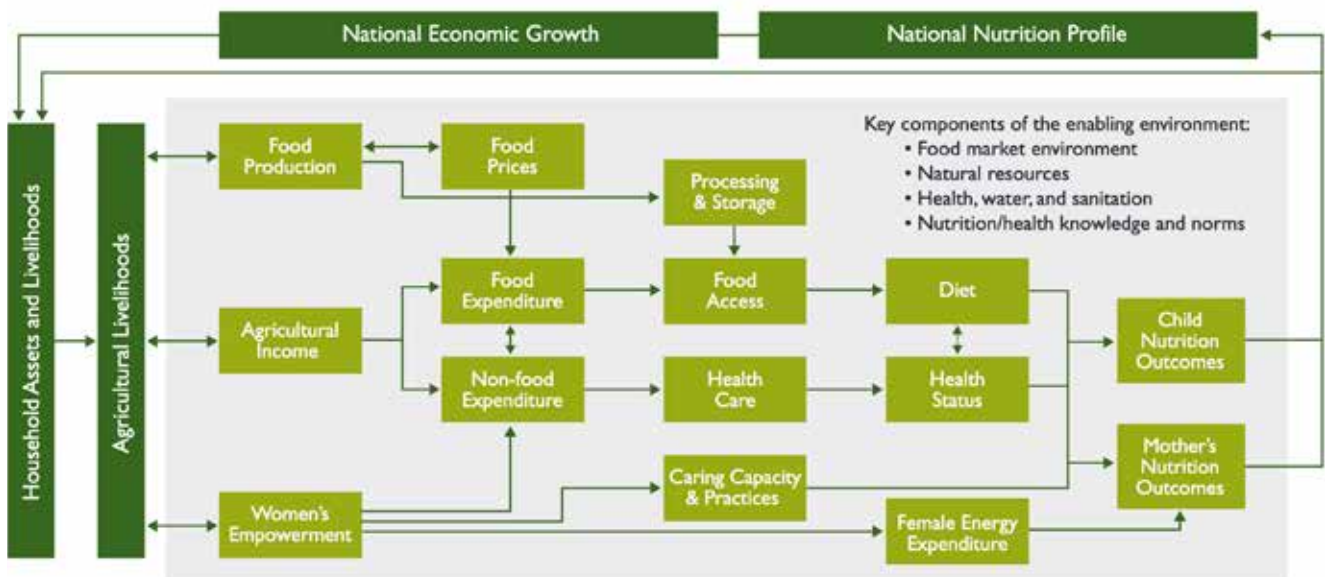 National Economic Growth
National Nutrition Profile
Household Assets and Livelihoods
Agricultural Livelihoods
Food
Production
Food
Prices
Processing
& Storage
Key components of the enabling environment:
• Food market environment
• Natural resources
• Health, water, and sanitation
• Nutrition/health knowledge and norms
Agricultural
Income
Food
Expenditure
Food
Access
Diet
Non-food
Expenditure
Health
Care
Health
Status
Child
Nutrition
Outcomes
Women's
Empowerment
Caring Capacity
& Practices
Female Energy
Expenditure
Mother's
Nutrition
Outcomes